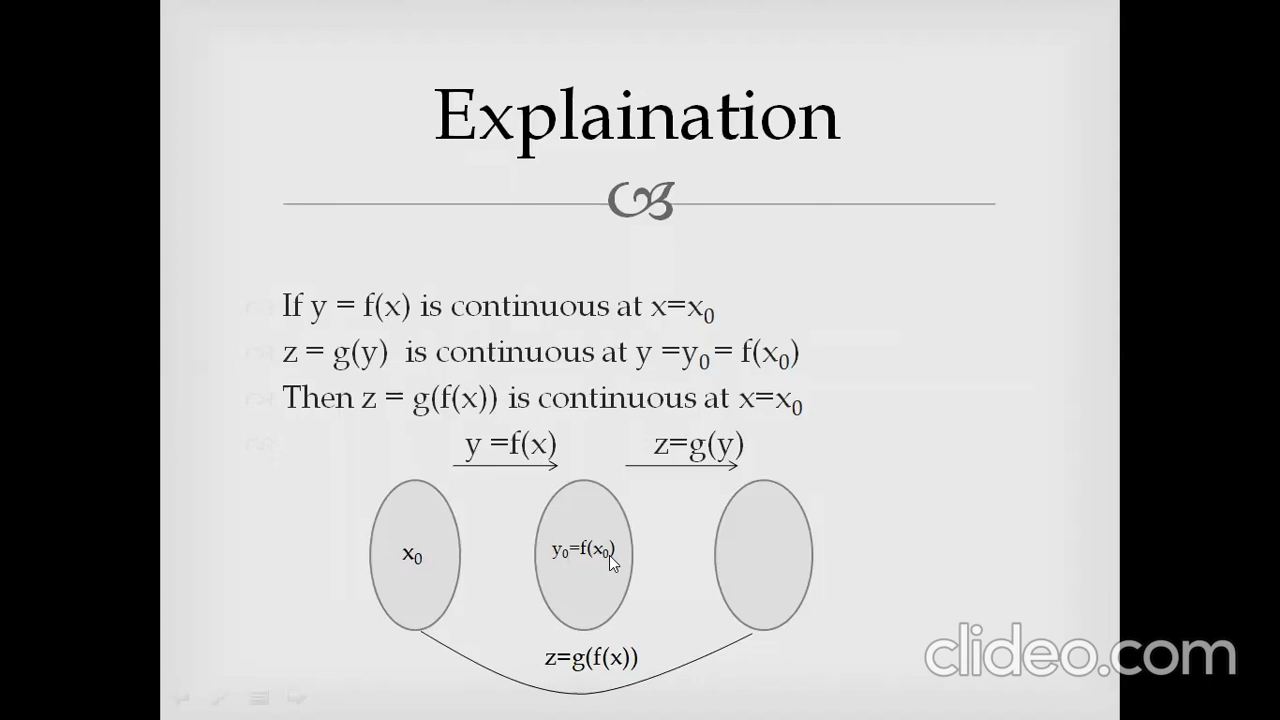 Explaination
If y = f(x) is continuous at x=x₀
z = g(y) is continuous at y =y₀ = f(x₀)
Then z = g(f(x)) is continuous at x=x₀
y =f(x) z=g(y)
x₀ y₀=f(x₀)
z=g(f(x))
clideo.com